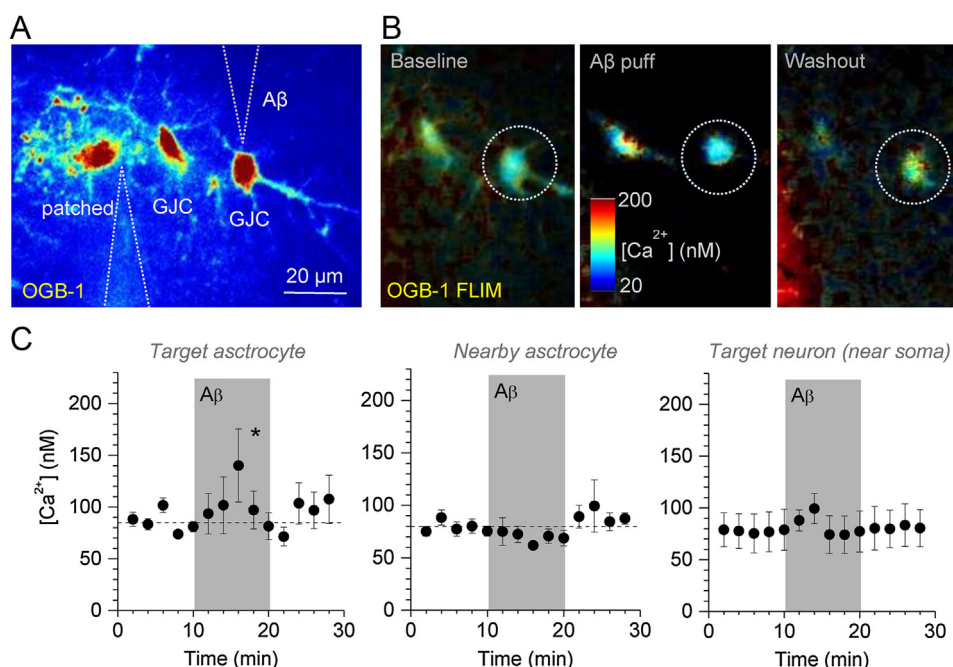 A
Aβ
patched
GJC
GJC
OGB-1
20 µm
B
Baseline
Aβ puff
Washout
200
[Ca²⁺] (nM)
20
OGB-1 FLIM
C
Target asctrocyte
Nearby asctrocyte
Target neuron (near soma)
[Ca²⁺] (nM)
200
150
100
50
0
Aβ
*
0
10
20
30
Time (min)
200
150
100
50
0
Aβ
0
10
20
30
Time (min)
200
150
100
50
0
Aβ
0
10
20
30
Time (min)